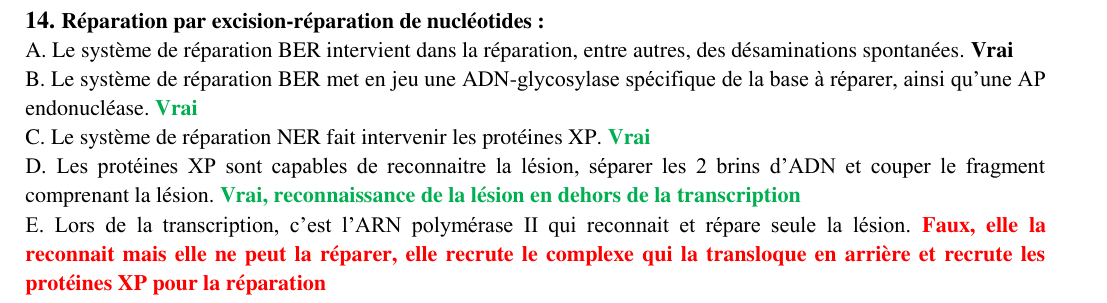 14. Réparation par excision-réparation de nucléotides :
A. Le système de réparation BER intervient dans la réparation, entre autres, des désaminations spontanées. Vrai
B. Le système de réparation BER met en jeu une ADN-glycosylase spécifique de la base à réparer, ainsi qu'une AP
endonucléase. Vrai
C. Le système de réparation NER fait intervenir les protéines XP. Vrai
D. Les protéines XP sont capables de reconnaitre la lésion, séparer les 2 brins d'ADN et couper le fragment
comprenant la lésion. Vrai, reconnaissance de la lésion en dehors de la transcription
E. Lors de la transcription, c'est l'ARN polymérase II qui reconnait et répare seule la lésion. Faux, elle la
reconnait mais elle ne peut la réparer, elle recrute le complexe qui la transloque en arrière et recrute les
protéines XP pour la réparation